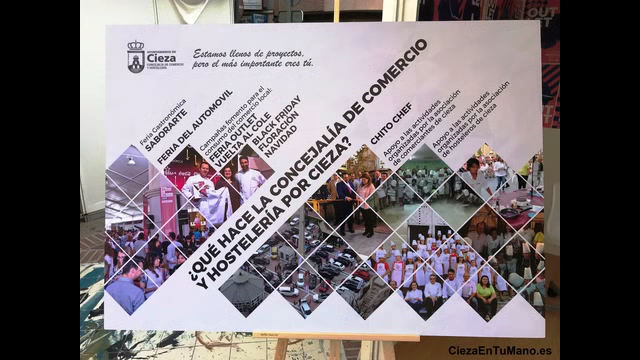 AYUNTAMIENTO DE
Cieza
CONCEJALÍA DE COMERCIO
Y HOSTELERÍA
Estamos llenos de proyectos,
pero el más importante eres tú.
Feria Gastronómica
SABORARTE
FERIA DEL AUTOMOVIL
Campañas fomento para el
consumo del comercio local:
FERIA OUTLET
VUELTA AL COLE
BLACK FRIDAY
FLORACIÓN
NAVIDAD
¿QUÉ HACE LA CONCEJALÍA DE COMERCIO
Y HOSTELERÍA POR CIEZA?
CHITO CHEF
Apoyo a las actividades
organizadas por la asociación
de comerciantes de cieza
Apoyo a las actividades
organizadas por la asociación
de hosteleros de cieza
CiezaEnTuMano.es